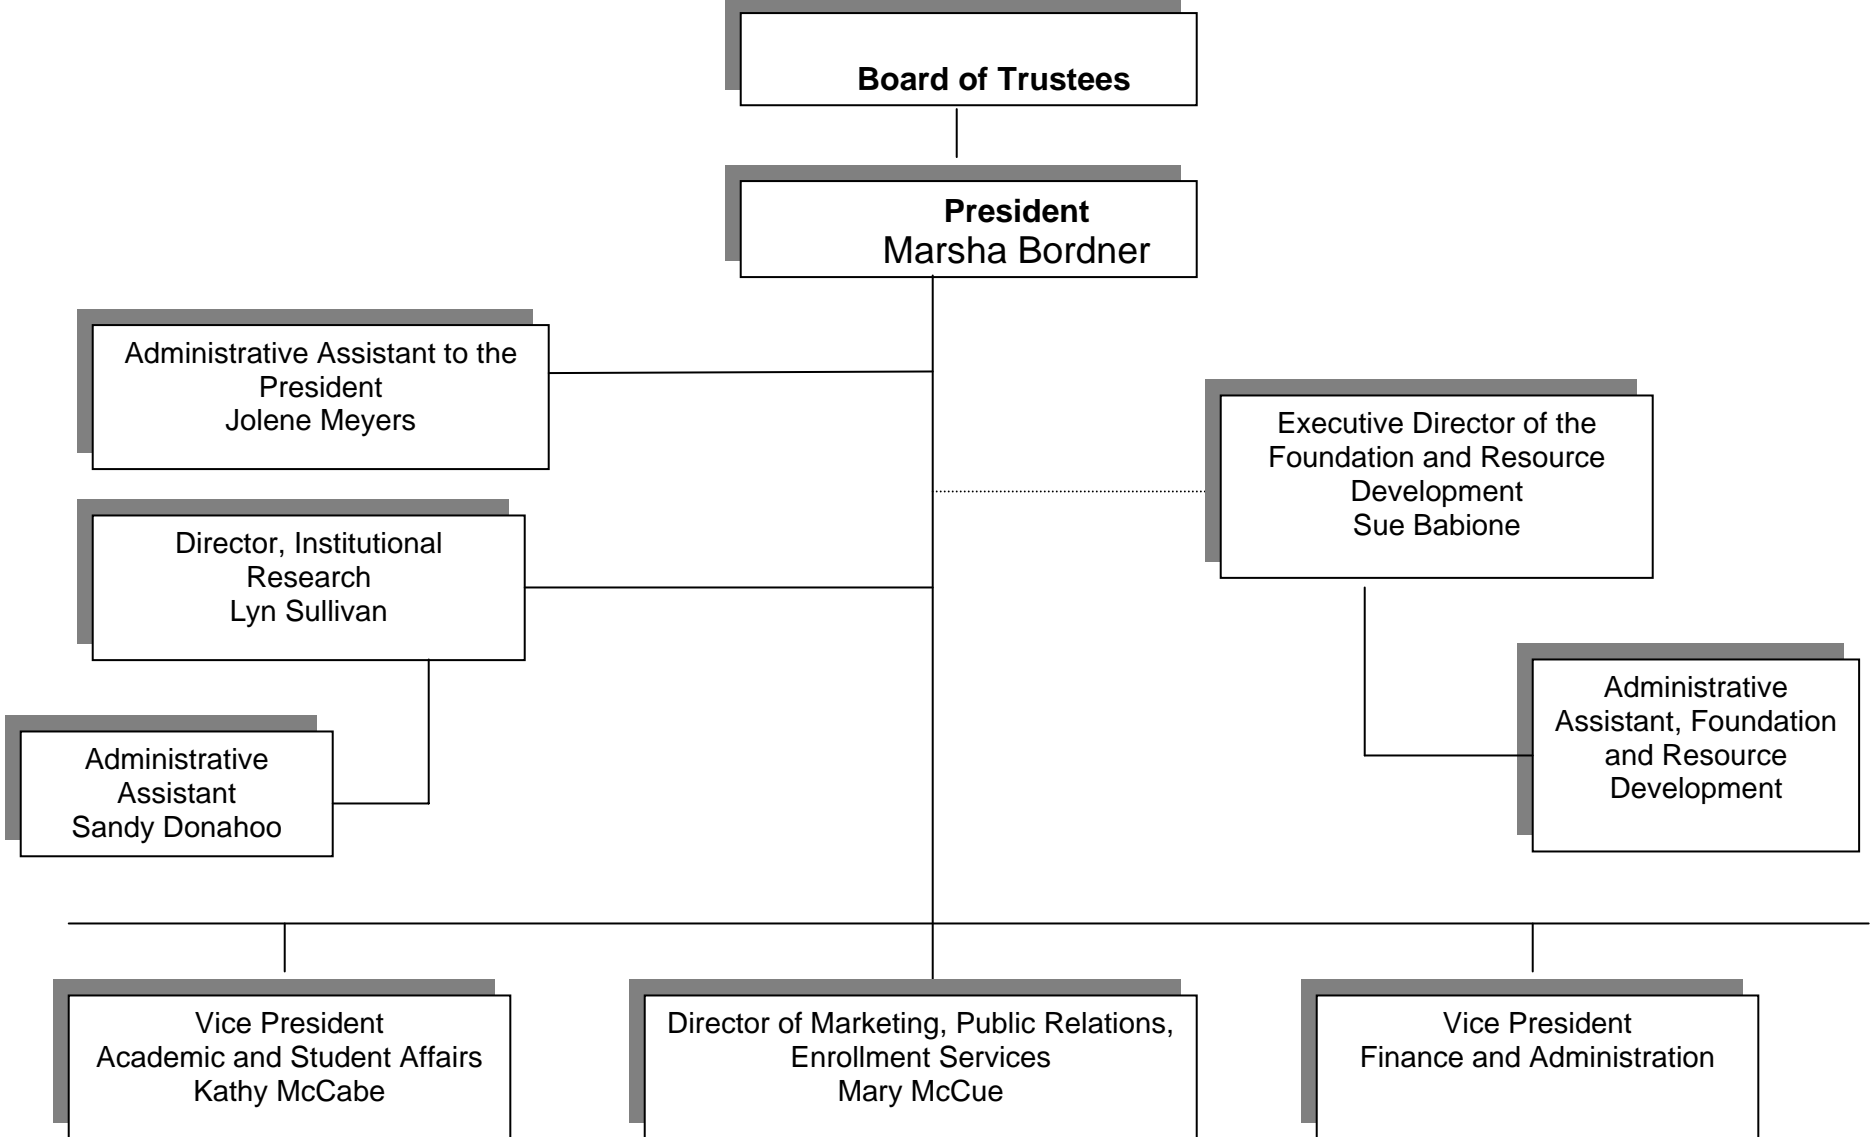 Board of Trustees
President
Marsha Bordner
Administrative Assistant to the
President
Jolene Meyers
Executive Director of the
Foundation and Resource
Development
Sue Babione
Director, Institutional
Research
Lyn Sullivan
Administrative
Assistant, Foundation
and Resource
Development
Administrative
Assistant
Sandy Donahoo
Vice President
Academic and Student Affairs
Kathy McCabe
Director of Marketing, Public Relations,
Enrollment Services
Mary McCue
Vice President
Finance and Administration